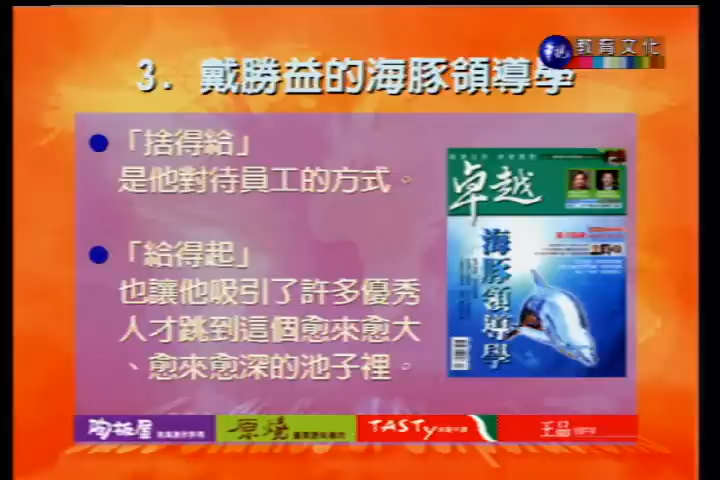 華視 教育文化
3. 戴勝益的海豚領導學
「捨得給」
是他對待員工的方式。
「給得起」
也讓他吸引了許多優秀
人才跳到這個愈來愈大
、愈來愈深的池子裡。
卓越
海豚領導學
陶板屋
原燒
TASTy
王品